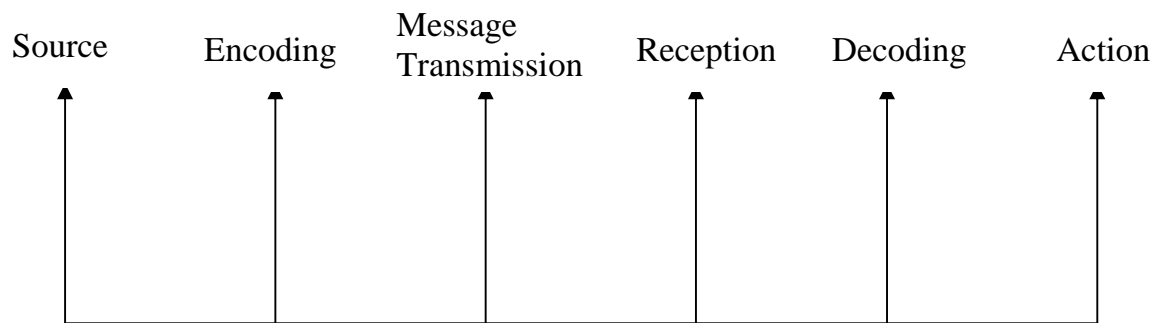 Source
Encoding
Message
Transmission
Reception
Decoding
Action